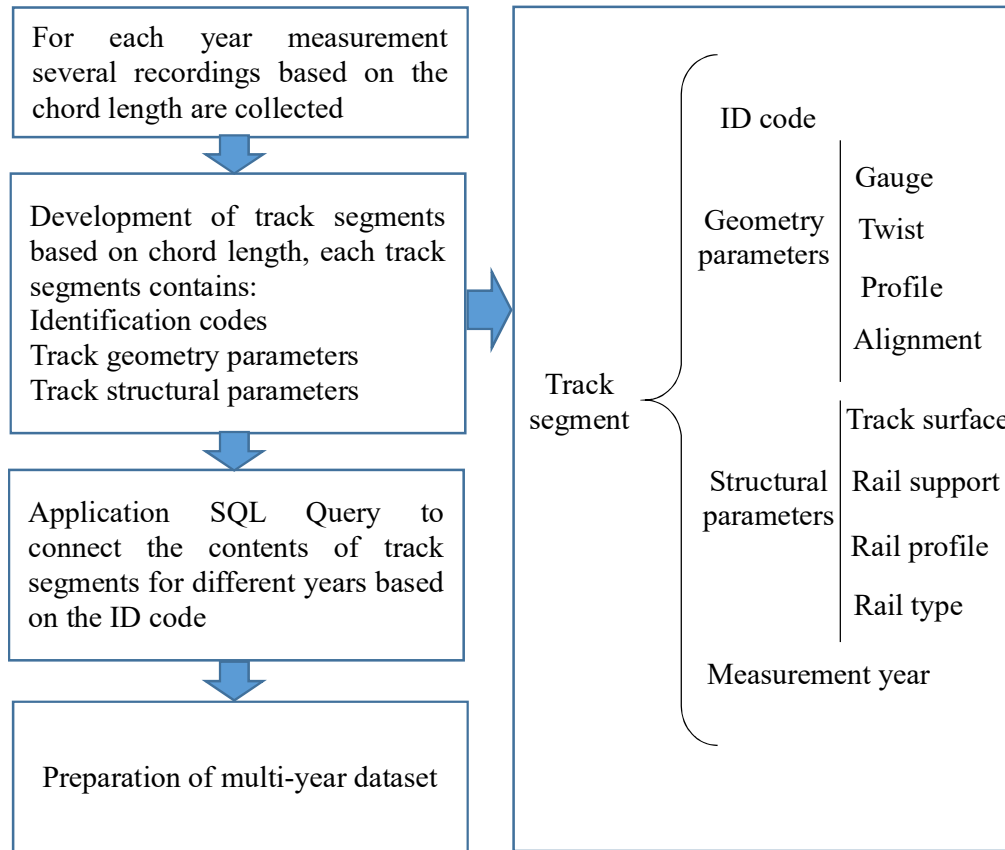 For each year measurement
several recordings based on the
chord length are collected
Development of track segments
based on chord length, each track
segments contains:
Identification codes
Track geometry parameters
Track structural parameters
Application SQL Query to
connect the contents of track
segments for different years based
on the ID code
Preparation of multi-year dataset
Track
segment
ID code
Geometry
parameters
Gauge
Twist
Profile
Alignment
Structural
parameters
Track surface
Rail support
Rail profile
Rail type
Measurement year